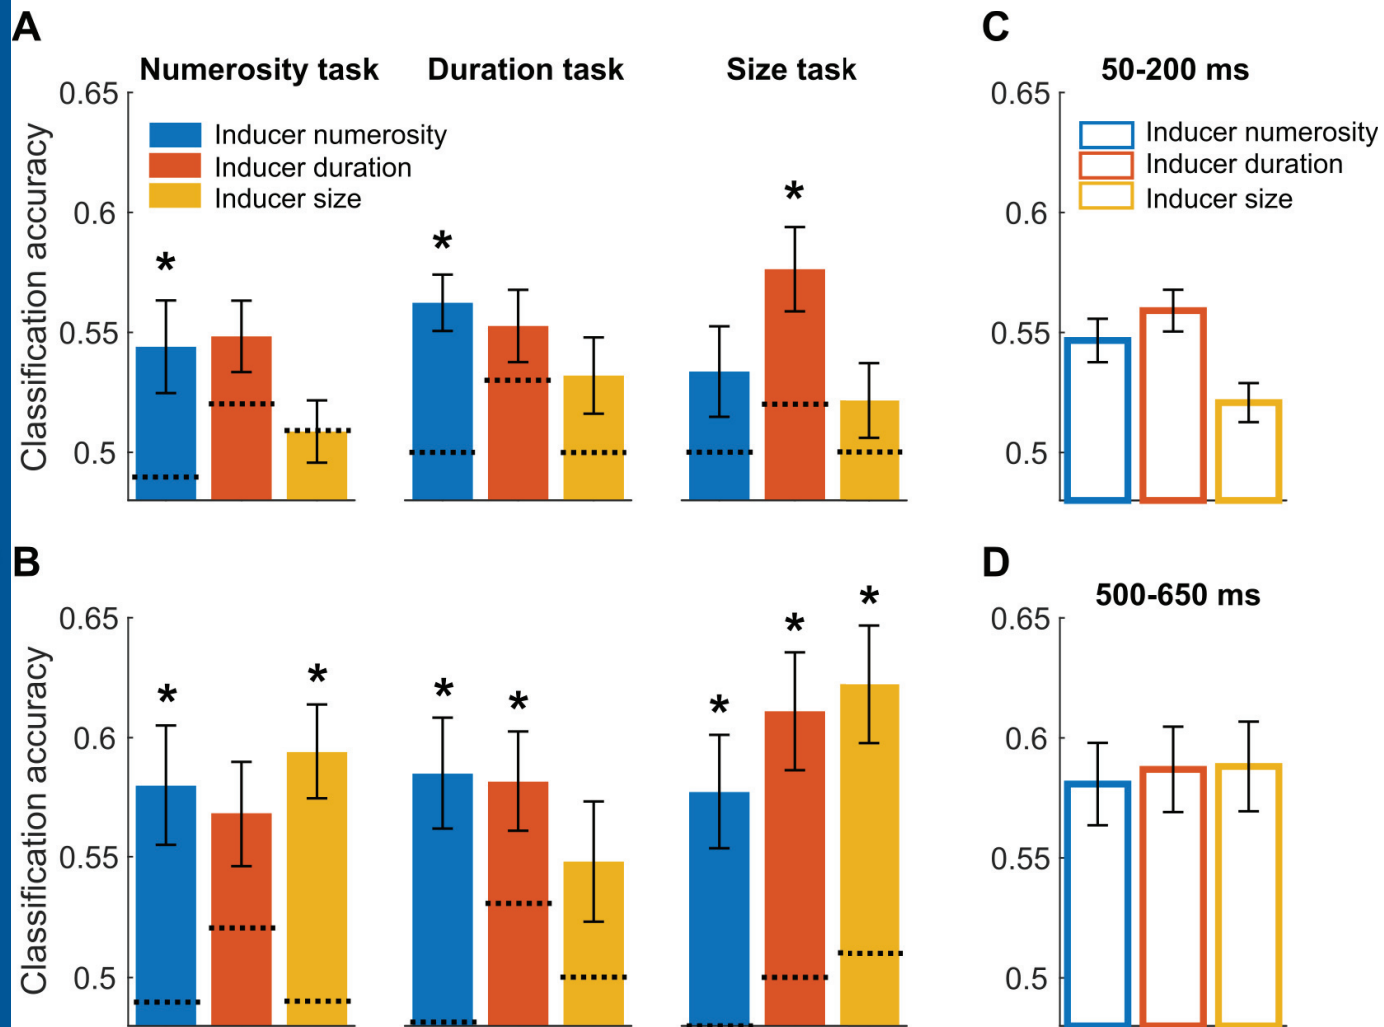 A
Numerosity task
Duration task
Size task
Classification accuracy
0.65
0.6
0.55
0.5
Inducer numerosity
Inducer duration
Inducer size
*
*
*
C
50-200 ms
0.65
0.6
0.55
0.5
Inducer numerosity
Inducer duration
Inducer size
B
Classification accuracy
0.65
0.6
0.55
0.5
*
*
*
*
*
*
*
D
500-650 ms
0.65
0.6
0.55
0.5